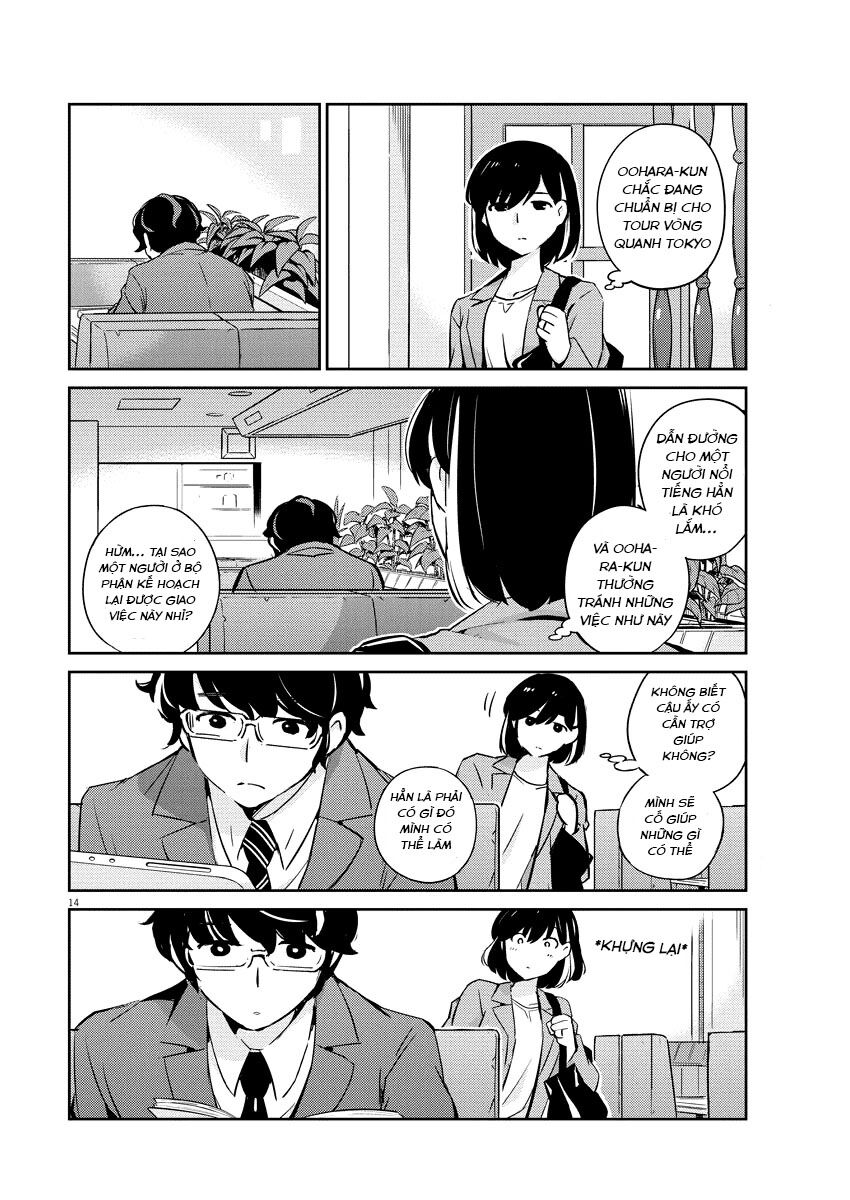 OOHARA-KUN
CHẮC ĐANG
CHUẨN BỊ CHO
TOUR VÒNG
QUANH TOKYO
DẪN ĐƯỜNG
CHO MỘT
NGƯỜI NỔI
TIẾNG HẲN
LÀ KHÓ
LẮM...
VÀ OOHA-
RA-KUN
THƯỜNG
TRÁNH NHỮNG
VIỆC NHƯ NÀY
HỪM... TẠI SAO
MỘT NGƯỜI Ở BỘ
PHẬN KẾ HOẠCH
LẠI ĐƯỢC GIAO
VIỆC NÀY NHỈ?
KHÔNG BIẾT
CẬU ẤY CÓ
CẦN TRỢ
GIÚP
KHÔNG?
MÌNH SẼ
CỐ GIÚP
NHỮNG GÌ
CÓ THỂ
HẲN LÀ PHẢI
CÓ GÌ ĐÓ
MÌNH CÓ
THỂ LÀM
14
*KHỰNG LẠI*